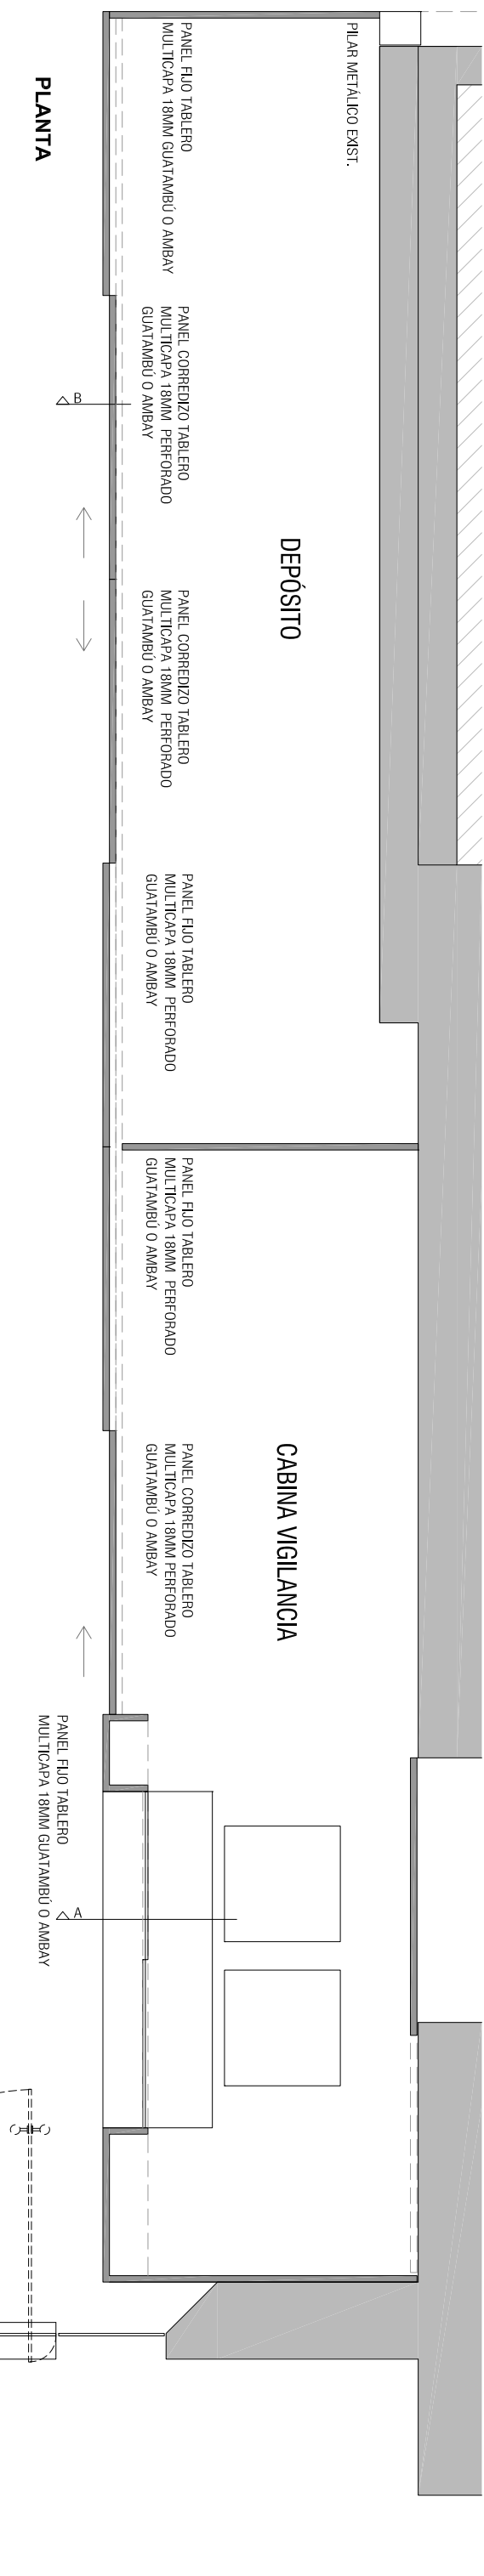 PILAR METÁLICO EXIST.
PANEL FIJO TABLERO
MULTICAPA 18MM GUATAMBÚ O AMBAY
PLANTA
PANEL CORREDIZO TABLERO
MULTICAPA 18MM PERFORADO
GUATAMBÚ O AMBAY
B
DEPÓSITO
PANEL CORREDIZO TABLERO
MULTICAPA 18MM PERFORADO
GUATAMBÚ O AMBAY
PANEL FIJO TABLERO
MULTICAPA 18MM PERFORADO
GUATAMBÚ O AMBAY
PANEL FIJO TABLERO
MULTICAPA 18MM PERFORADO
GUATAMBÚ O AMBAY
CABINA VIGILANCIA
PANEL CORREDIZO TABLERO
MULTICAPA 18MM PERFORADO
GUATAMBÚ O AMBAY
PANEL FIJO TABLERO
MULTICAPA 18MM GUATAMBÚ O AMBAY
A